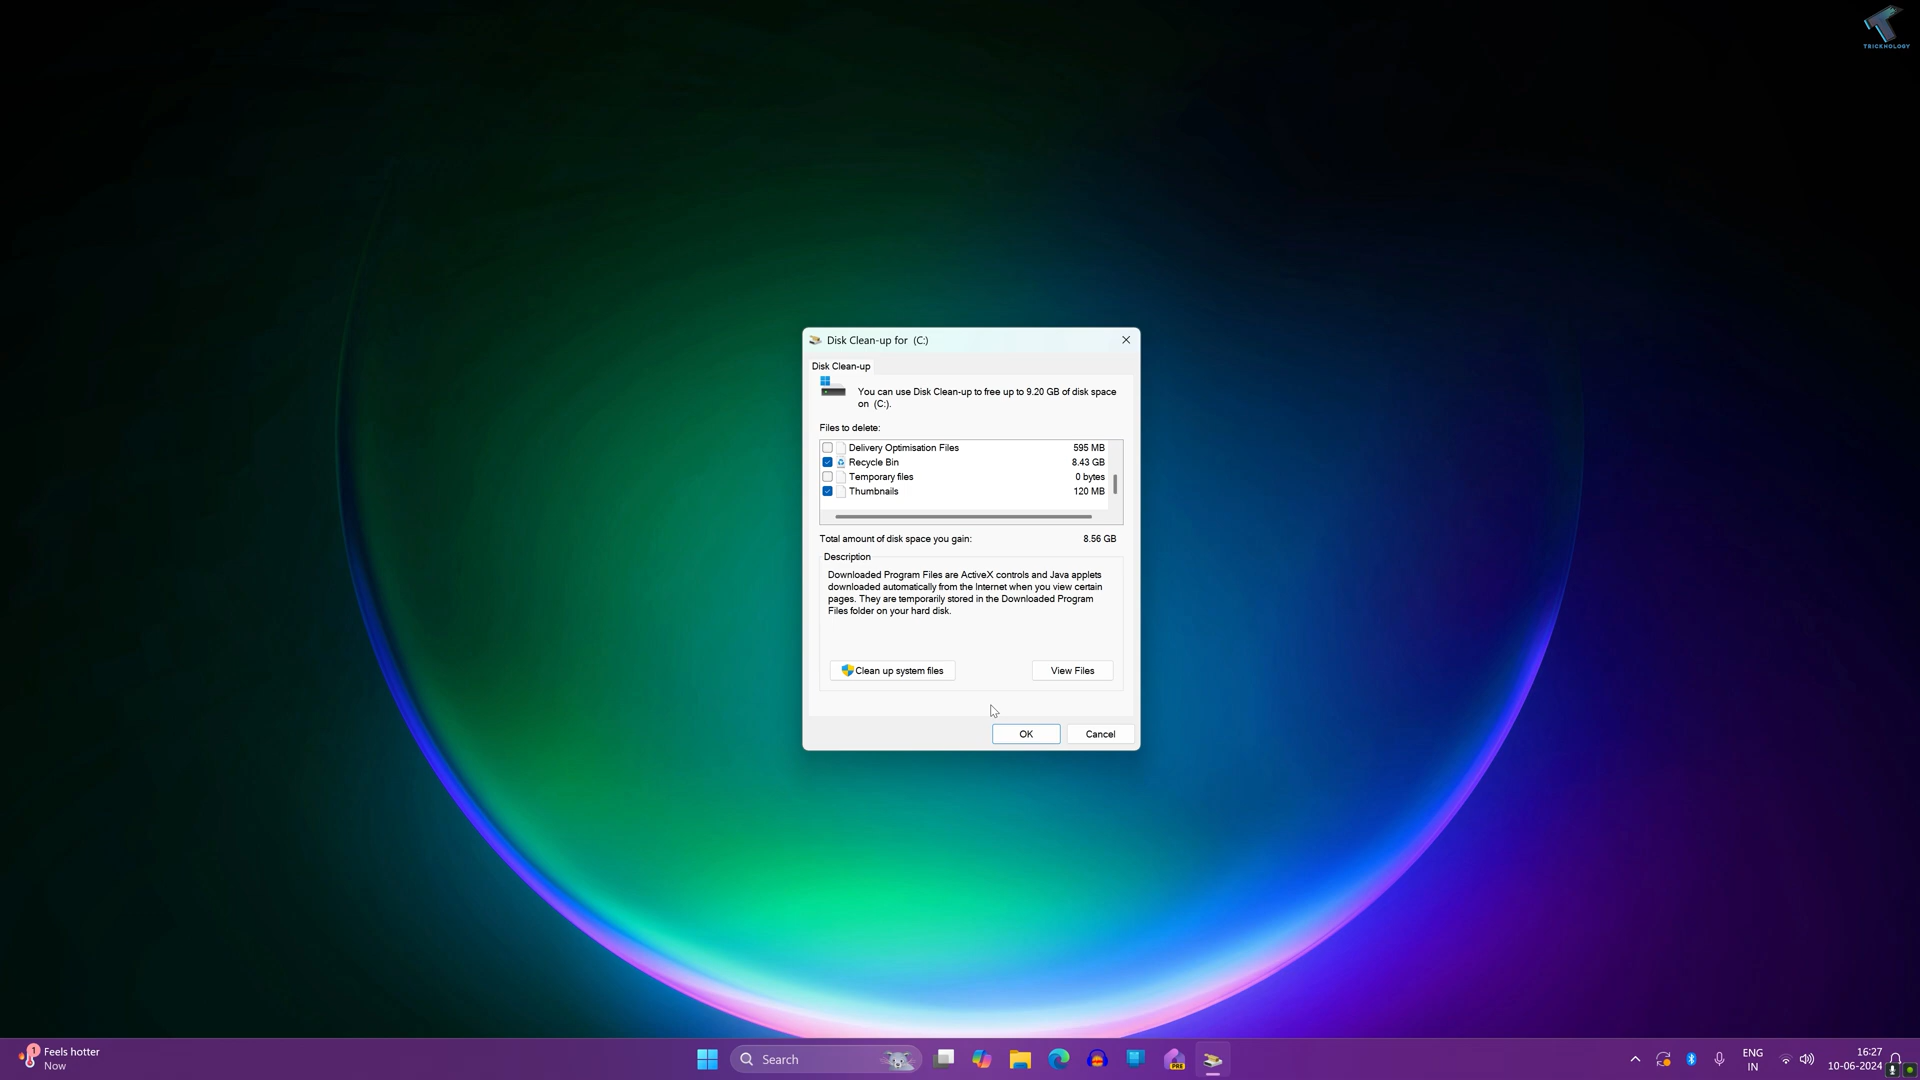 TRICKNOLOGY
Disk Clean-up for (C:)
Disk Clean-up
You can use Disk Clean-up to free up to 9.20 GB of disk space
on (C:).
Files to delete:
Delivery Optimisation Files 595 MB
Recycle Bin 8.43 GB
Temporary files 0 bytes
Thumbnails 120 MB
Total amount of disk space you gain: 8.56 GB
Description
Downloaded Program Files are ActiveX controls and Java applets
downloaded automatically from the Internet when you view certain
pages. They are temporarily stored in the Downloaded Program
Files folder on your hard disk.
Clean up system files
View Files
OK
Cancel
1
Feels hotter
Now
Search
PRE
ENG
IN
16:27
10-06-2024